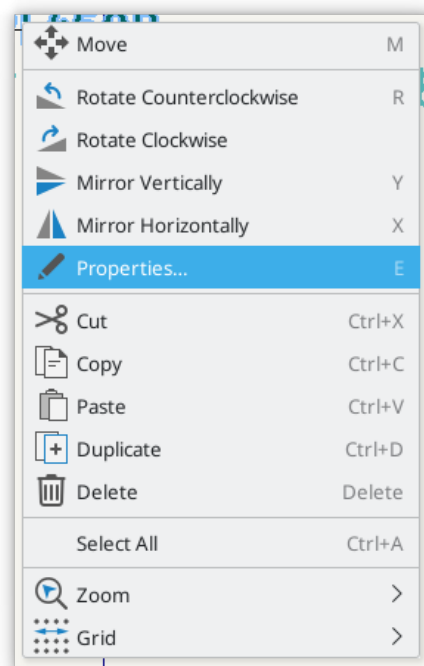 Move M
Rotate Counterclockwise R
Rotate Clockwise
Mirror Vertically Y
Mirror Horizontally X
Properties... E
Cut Ctrl+X
Copy Ctrl+C
Paste Ctrl+V
Duplicate Ctrl+D
Delete Delete
Select All Ctrl+A
Zoom
Grid